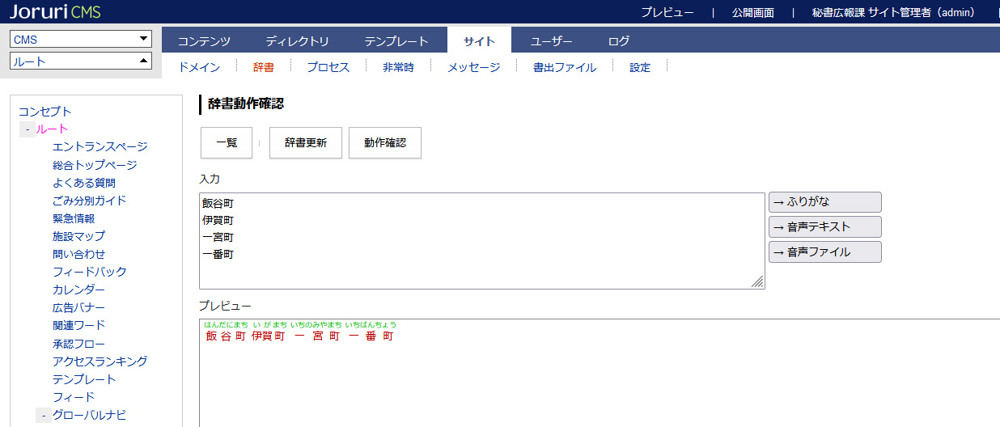 Joruri CMS
プレビュー | 公開画面 | 秘書広報課 サイト管理者（admin）
CMS
ルート
コンテンツ ディレクトリ テンプレート サイト ユーザー ログ
ドメイン 辞書 プロセス 非常時 メッセージ 書出ファイル 設定
コンセプト
- ルート
エントランスページ
総合トップページ
よくある質問
ごみ分別ガイド
緊急情報
施設マップ
問い合わせ
フィードバック
カレンダー
広告バナー
関連ワード
承認フロー
アクセスランキング
テンプレート
フィード
- グローバルナビ
辞書動作確認
一覧 辞書更新 動作確認
入力
飯谷町
伊賀町
一宮町
一番町
→ ふりがな
→ 音声テキスト
→ 音声ファイル
プレビュー
はんだにまち いがまち いちのみやまち いちばんちょう
飯谷町 伊賀町 一宮町 一番町